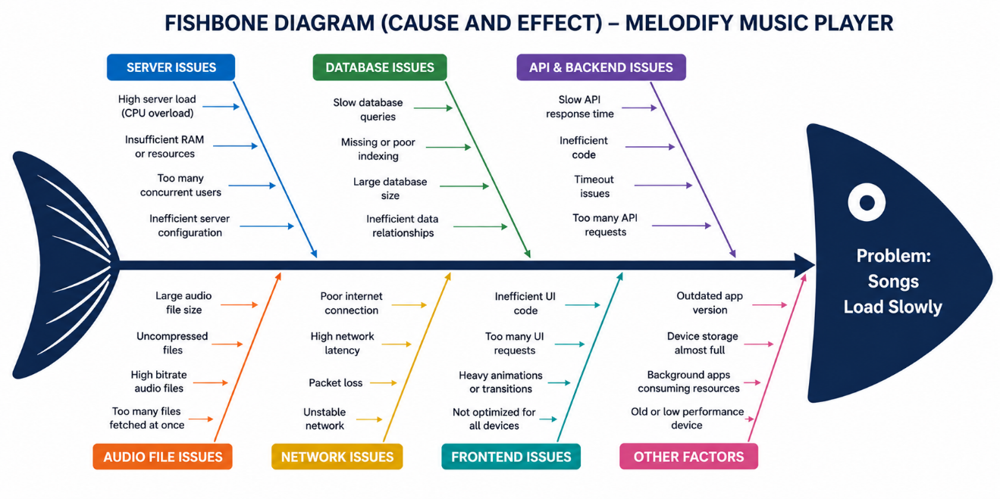 FISHBONE DIAGRAM (CAUSE AND EFFECT) – MELODIFY MUSIC PLAYER
SERVER ISSUES
High server load
(CPU overload)
Insufficient RAM
or resources
Too many
concurrent users
Inefficient server
configuration
DATABASE ISSUES
Slow database
queries
Missing or poor
indexing
Large database
size
Inefficient data
relationships
API & BACKEND ISSUES
Slow API
response time
Inefficient
code
Timeout
issues
Too many API
requests
Problem:
Songs
Load Slowly
Large audio
file size
Uncompressed
files
High bitrate
audio files
Too many files
fetched at once
AUDIO FILE ISSUES
Poor internet
connection
High network
latency
Packet loss
Unstable
network
NETWORK ISSUES
Inefficient UI
code
Too many UI
requests
Heavy animations
or transitions
Not optimized for
all devices
FRONTEND ISSUES
Outdated app
version
Device storage
almost full
Background apps
consuming resources
Old or low performance
device
OTHER FACTORS